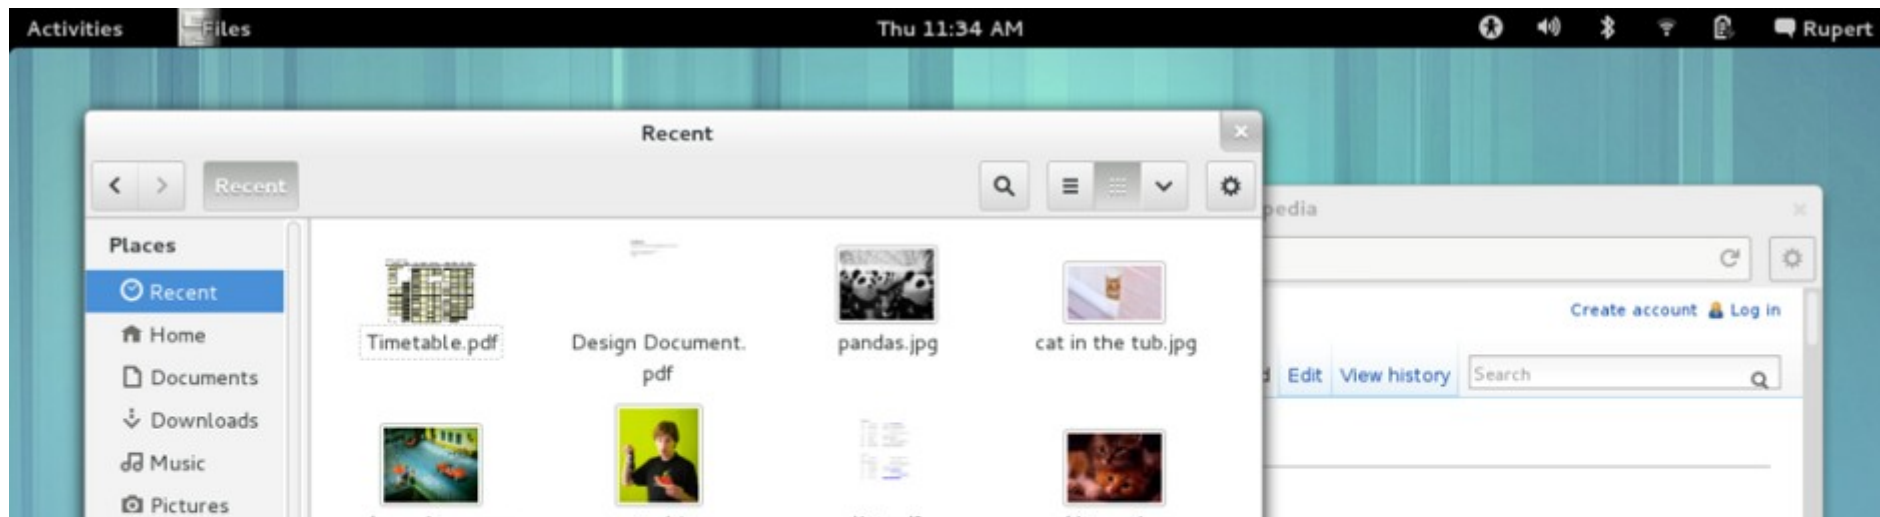 Activities Files Thu 11:34 AM Rupert
Recent
Recent
pedia
Places
Recent
Home
Documents
Downloads
Music
Pictures
Timetable.pdf
Design Document.
pdf
pandas.jpg
cat in the tub.jpg
Create account Log in
Edit View history Search